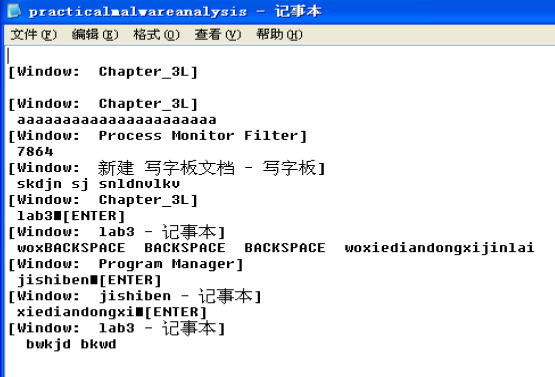 practicalmalwareanalysis - 记事本
文件(F) 编辑(E) 格式(O) 查看(V) 帮助(H)
[Window: Chapter_3L]
[Window: Chapter_3L]
aaaaaaaaaaaaaaaaaaaaaa
[Window: Process Monitor Filter]
7864
[Window: 新建 写字板文档 - 写字板]
skdjn sj snldnvlkv
[Window: Chapter_3L]
lab3■[ENTER]
[Window: lab3 - 记事本]
woxBACKSPACE BACKSPACE BACKSPACE woxiediandongxijinlai
[Window: Program Manager]
jishiben■[ENTER]
[Window: jishiben - 记事本]
xiediandongxi■[ENTER]
[Window: lab3 - 记事本]
bwkjd bkwd